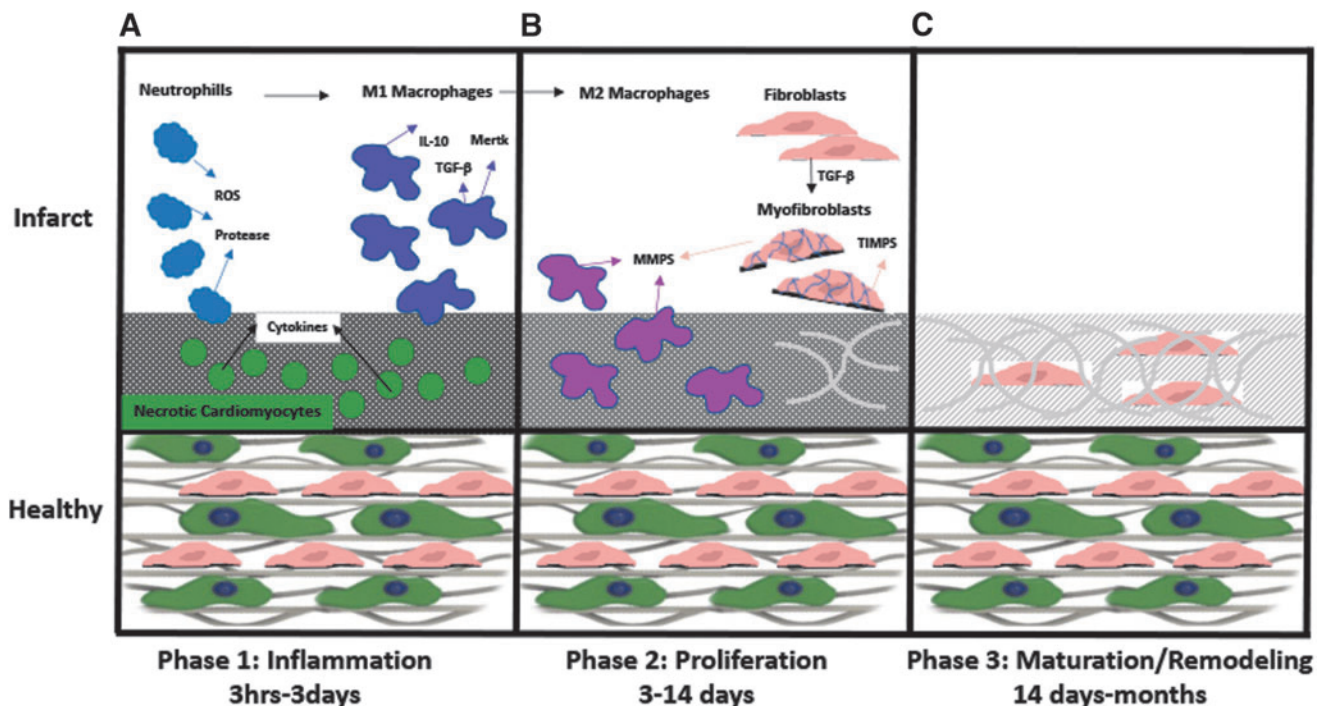 A
B
C
Neutrophills
M1 Macrophages
M2 Macrophages
Fibroblasts
IL-10
Mertk
TGF-β
ROS
Protease
TGF-β
Myofibroblasts
TIMPS
MMPS
Infarct
Cytokines
Necrotic Cardiomyocytes
Healthy
Phase 1: Inflammation
3hrs-3days
Phase 2: Proliferation
3-14 days
Phase 3: Maturation/Remodeling
14 days-months